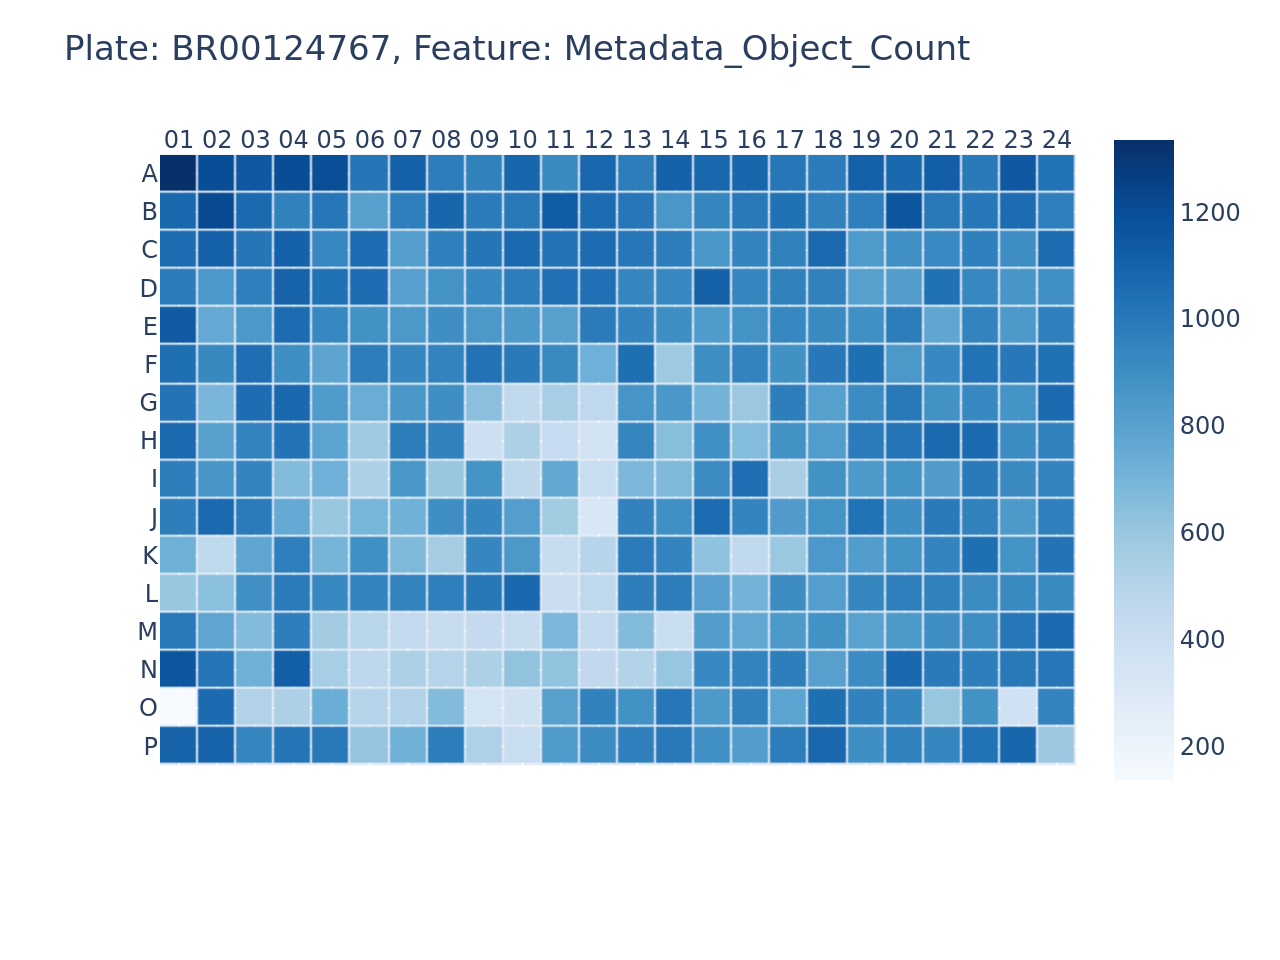 Plate: BR00124767, Feature: Metadata_Object_Count
01 02 03 04 05 06 07 08 09 10 11 12 13 14 15 16 17 18 19 20 21 22 23 24
A
B
C
D
E
F
G
H
I
J
K
L
M
N
O
P
1200
1000
800
600
400
200